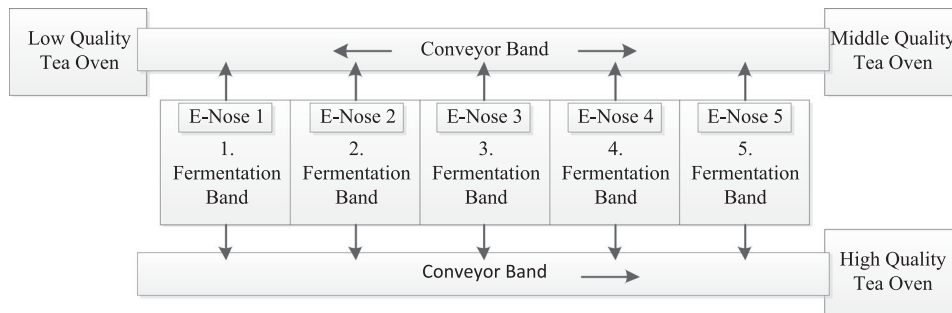 Low Quality
Tea Oven
Conveyor Band
Middle Quality
Tea Oven
E-Nose 1
1.
Fermentation
Band
E-Nose 2
2.
Fermentation
Band
E-Nose 3
3.
Fermentation
Band
E-Nose 4
4.
Fermentation
Band
E-Nose 5
5.
Fermentation
Band
Conveyor Band
High Quality
Tea Oven